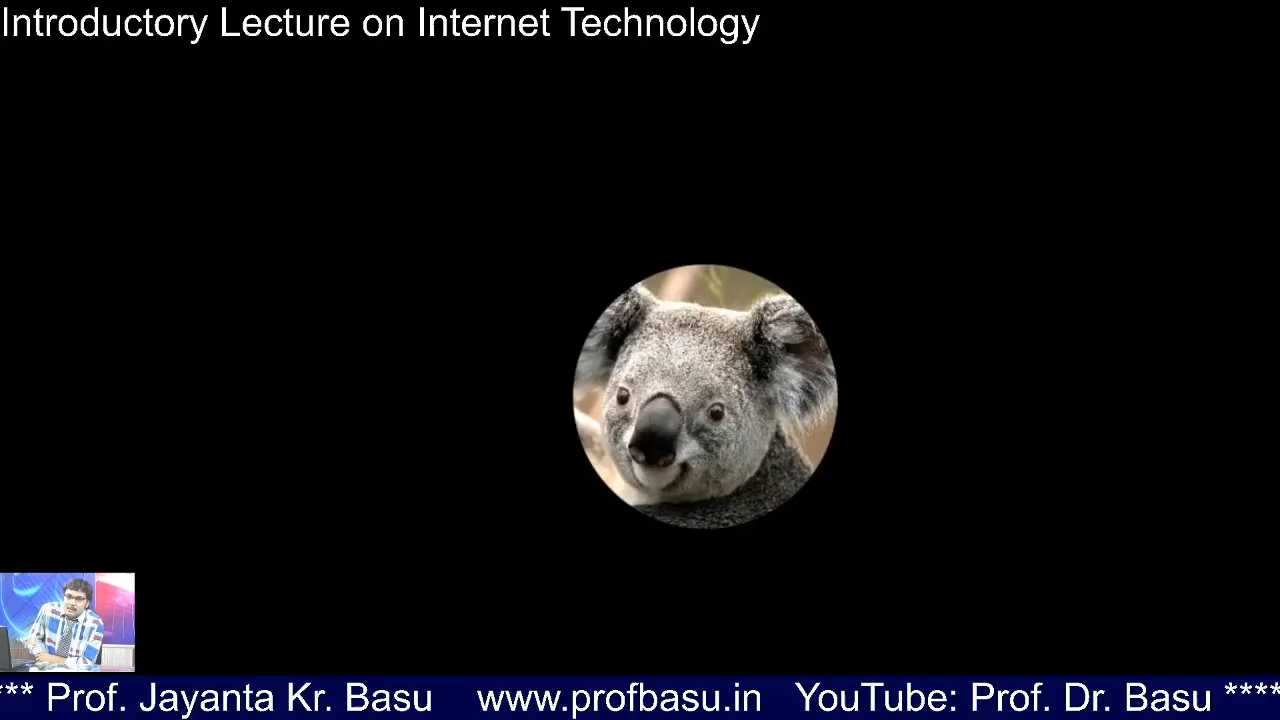 Introductory Lecture on Internet Technology
** Prof. Jayanta Kr. Basu www.profbasu.in YouTube: Prof. Dr. Basu ****